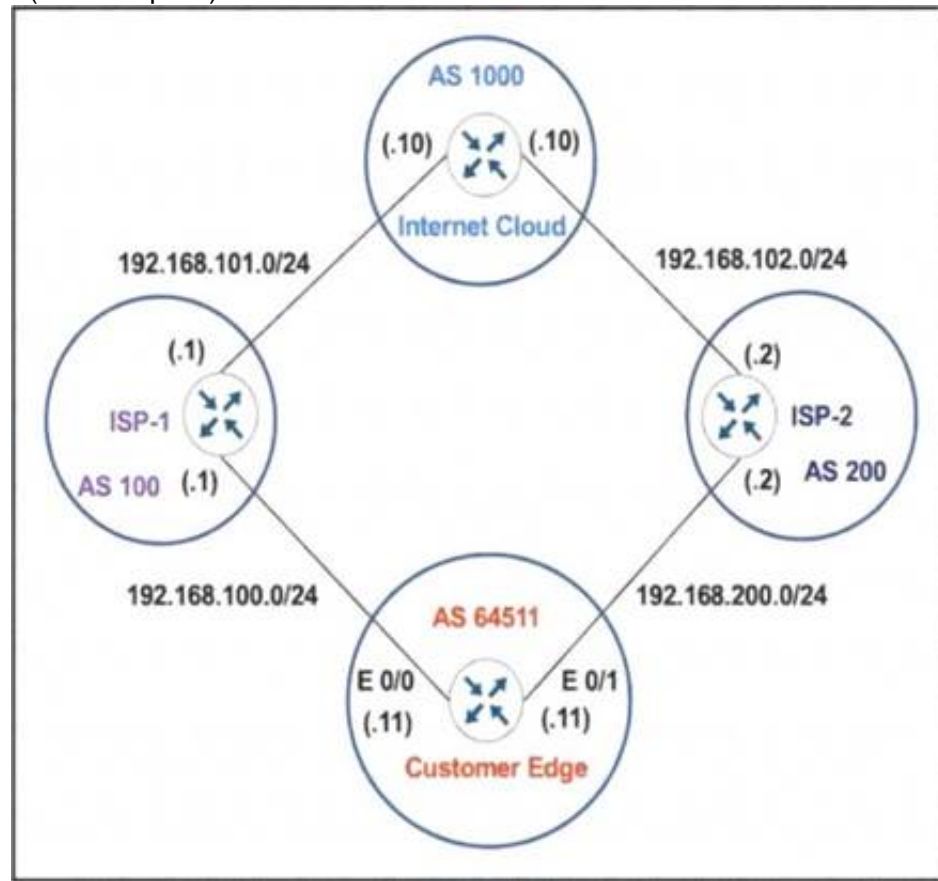 AS 1000
(.10)
(.10)
Internet Cloud
192.168.101.0/24
192.168.102.0/24
(.1)
(.2)
ISP-1
ISP-2
AS 100
(.1)
(.2)
AS 200
192.168.100.0/24
192.168.200.0/24
AS 64511
E 0/0
E 0/1
(.11)
(.11)
Customer Edge